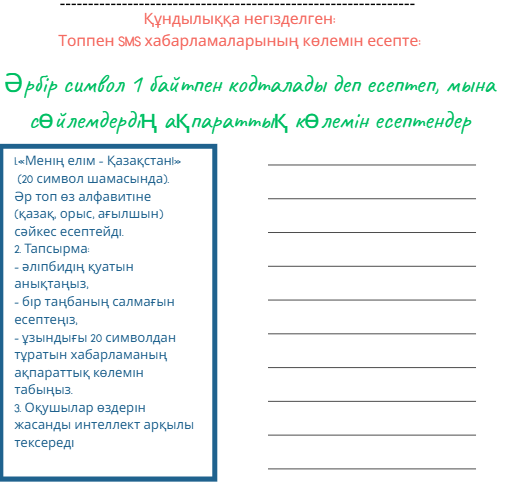 Құндылыққа негізделген:
Топпен SMS хабарламаларының көлемін есепте:
Әрбір символ 1 байтпен кодталады деп есептеп, мына
сөйлемдердің ақпараттық көлемін есептендер
1.«Менің елім - Қазақстан!»
(20 символ шамасында).
Әр топ өз алфавитіне
(қазақ, орыс, ағылшын)
сәйкес есептейді.
2. Тапсырма:
- әліпбидің қуатын
анықтаңыз,
- бір таңбаның салмағын
есептеңіз,
- ұзындығы 20 символдан
тұратын хабарламаның
ақпараттық көлемін
табыңыз.
3. Оқушылар өздерін
жасанды интеллект арқылы
тексереді